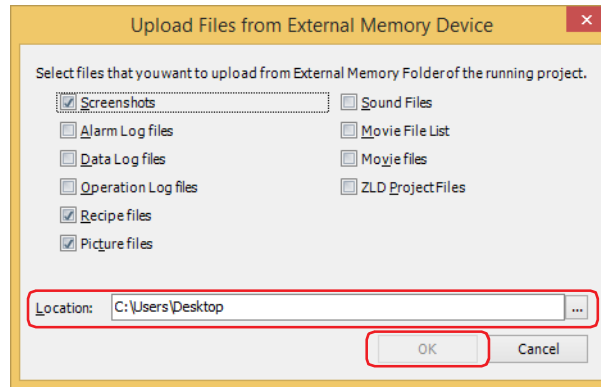 Upload Files from External Memory Device
Select files that you want to upload from External Memory Folder of the running project.
Screenshots
Alarm Log files
Data Log files
Operation Log files
Recipe files
Picture files
Sound Files
Movie File List
Movie files
ZLD Project Files
Location: C:\Users\Desktop ...
OK Cancel